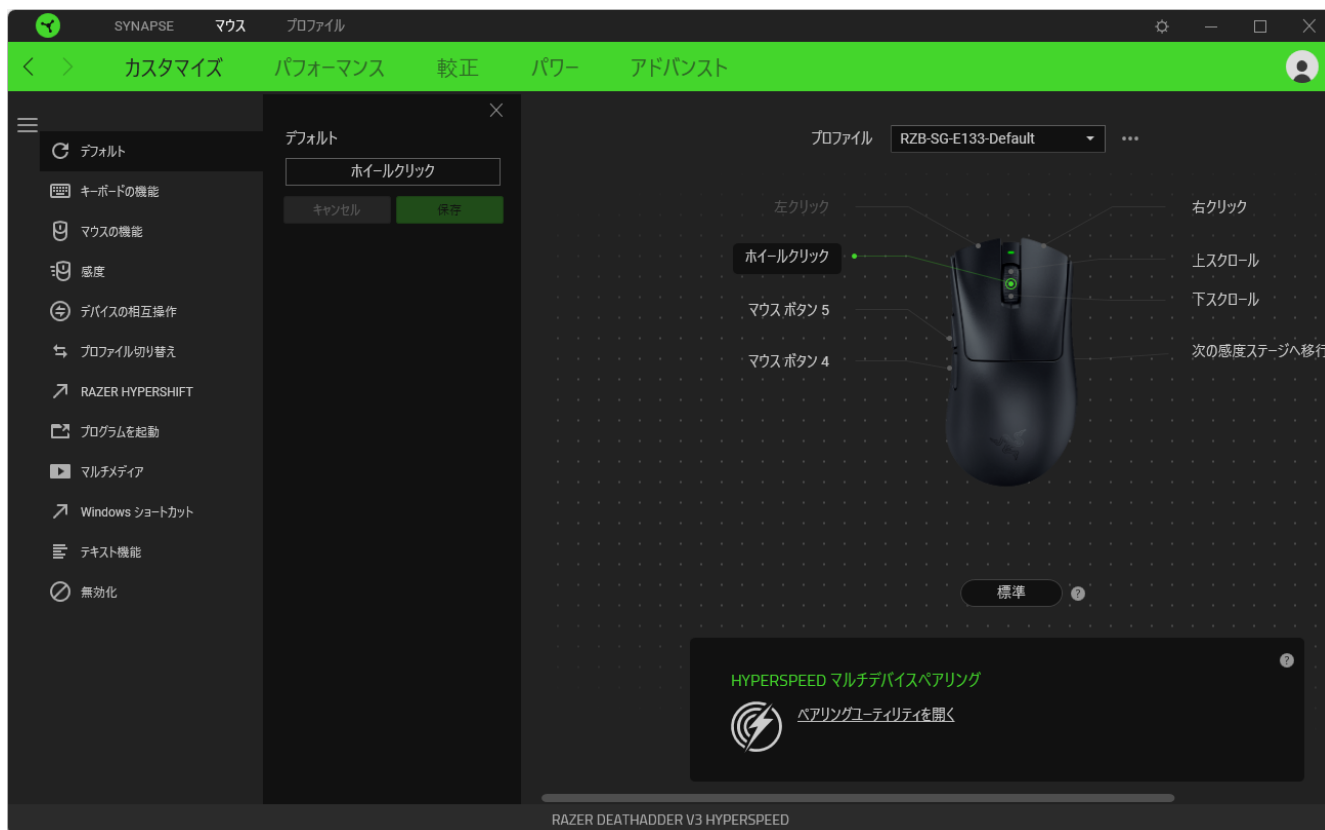 SYNAPSE マウス プロファイル
カスタマイズ パフォーマンス 較正 パワー アドバンスト
デフォルト
キーボードの機能
マウスの機能
感度
デバイスの相互操作
プロファイル切り替え
RAZER HYPERSHIFT
プログラムを起動
マルチメディア
Windows ショートカット
テキスト機能
無効化
デフォルト
ホイールクリック
キャンセル 保存
プロファイル RZB-SG-E133-Default
左クリック
ホイールクリック
マウス ボタン 5
マウス ボタン 4
右クリック
上スクロール
下スクロール
次の感度ステージへ移行
標準 ?
?
HYPERSPEED マルチデバイスペアリング
ペアリングユーティリティを開く
RAZER DEATHADDER V3 HYPERSPEED